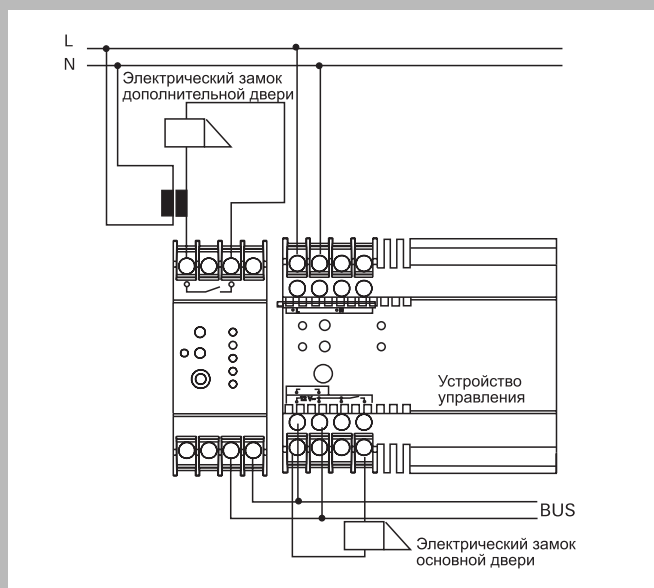 L
N
Электрический замок
дополнительной двери
Устройство
управления
BUS
Электрический замок
основной двери